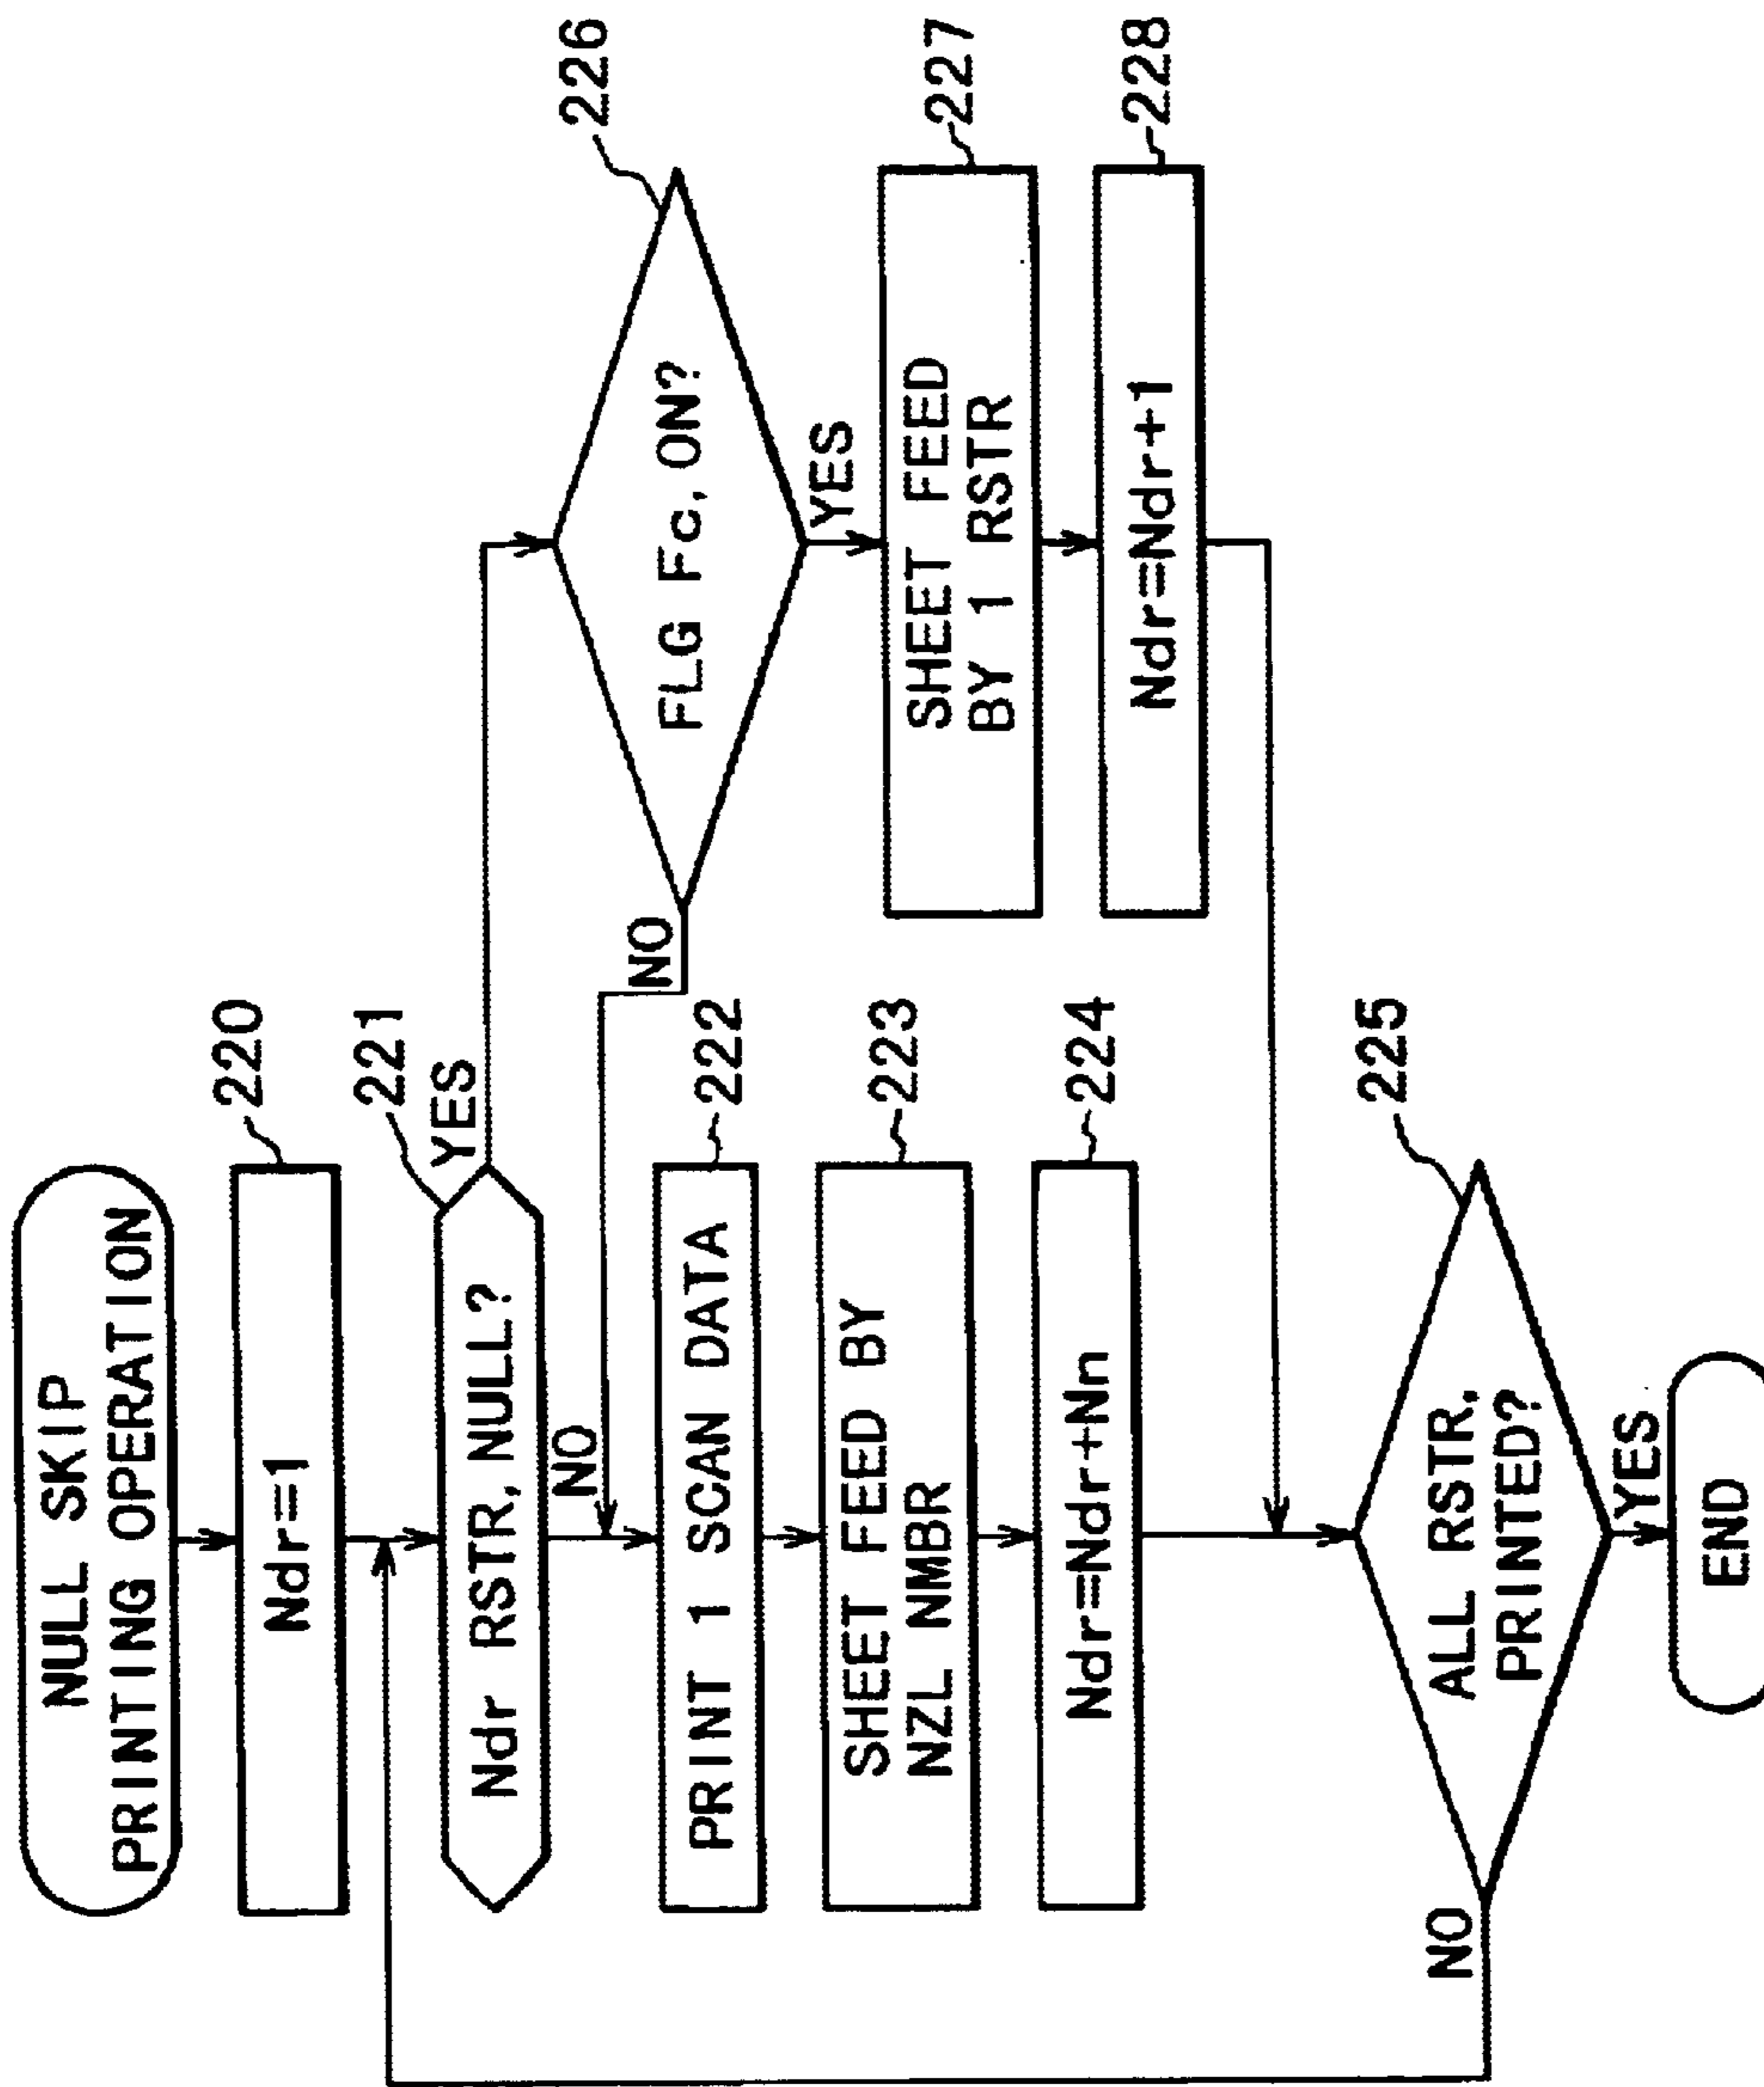 NULL SKIP
PRINTING OPERATION
220
Ndr=1
221
Ndr RSTR, NULL?
YES
NO
222
PRINT 1 SCAN DATA
223
SHEET FEED BY
NZL NMBR
224
Ndr=Ndr+Nn
225
ALL RSTR,
PRINTED?
NO
YES
END
226
FLG Fc, ON?
NO
YES
227
SHEET FEED
BY 1 RSTR
228
Ndr=Ndr+1